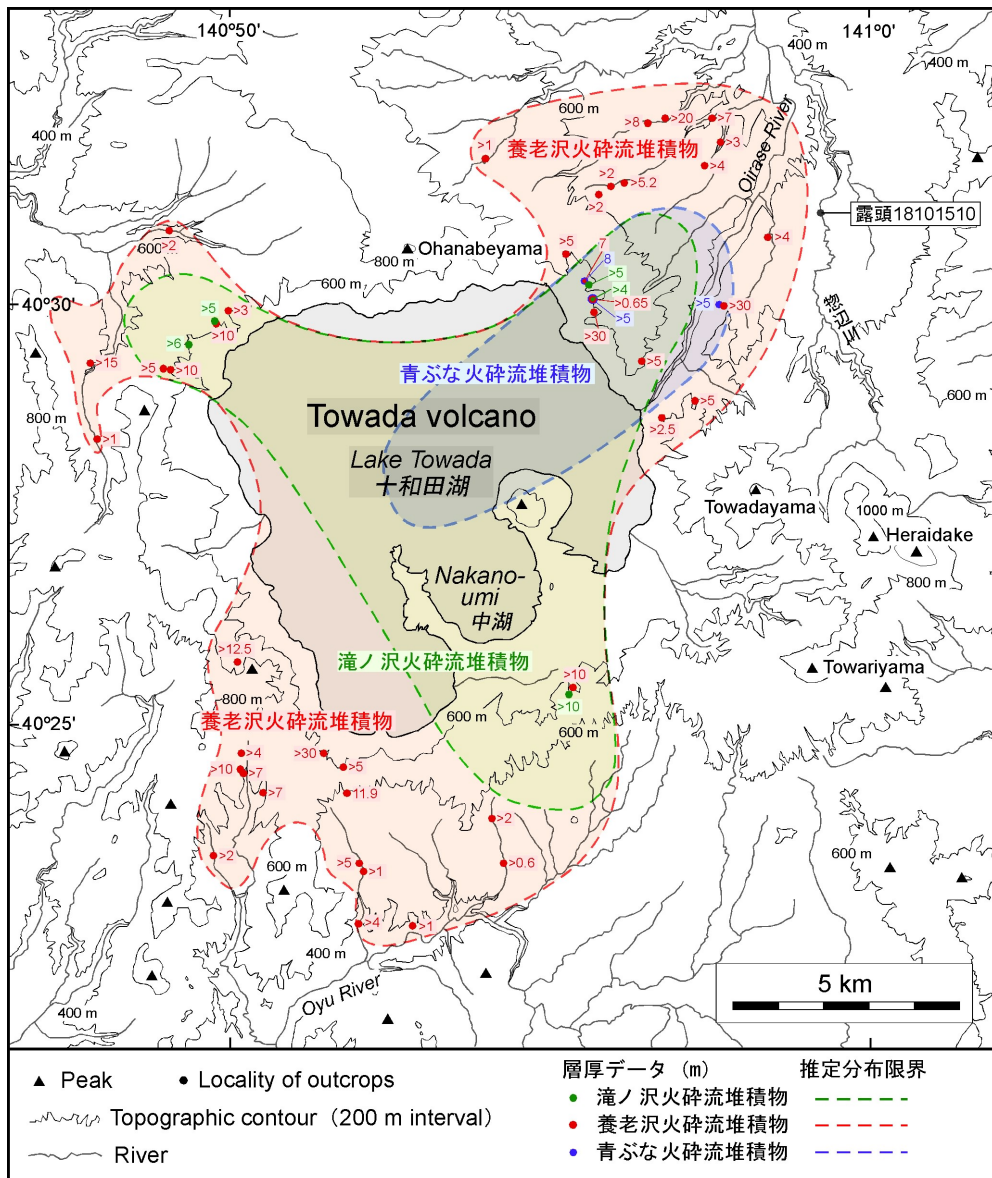 140°50'
141°0'
400 m
400 m
600 m
400 m
>8
>20
>7
>1
養老沢火砕流堆積物
>3
>4
Oirase River
>2
>5.2
>2
露頭18101510
>2
600 m
Ohanabeyama
800 m
>5
7
8
>4
600 m
>5
>4
40°30'
>5
>3
>0.65
>5
>30
>10
>5
>6
>30
>15
>5
>10
青ぶな火砕流堆積物
>5
600 m
800 m
>1
Towada volcano
>5
>2.5
Lake Towada
十和田湖
Towadayama
1000 m
Heraidake
800 m
Nakano-
umi
中湖
>12.5
滝ノ沢火砕流堆積物
Towariyama
800 m
>10
>10
養老沢火砕流堆積物
600 m
600 m
40°25'
>4
>30
>10
>7
>5
>7
11.9
>2
>2
600 m
>5
>1
>0.6
600 m
>4
>1
400 m
Oyu River
400 m
5 km
Peak
Locality of outcrops
Topographic contour（200 m interval）
River
層厚データ（m）
推定分布限界
滝ノ沢火砕流堆積物
養老沢火砕流堆積物
青ぶな火砕流堆積物